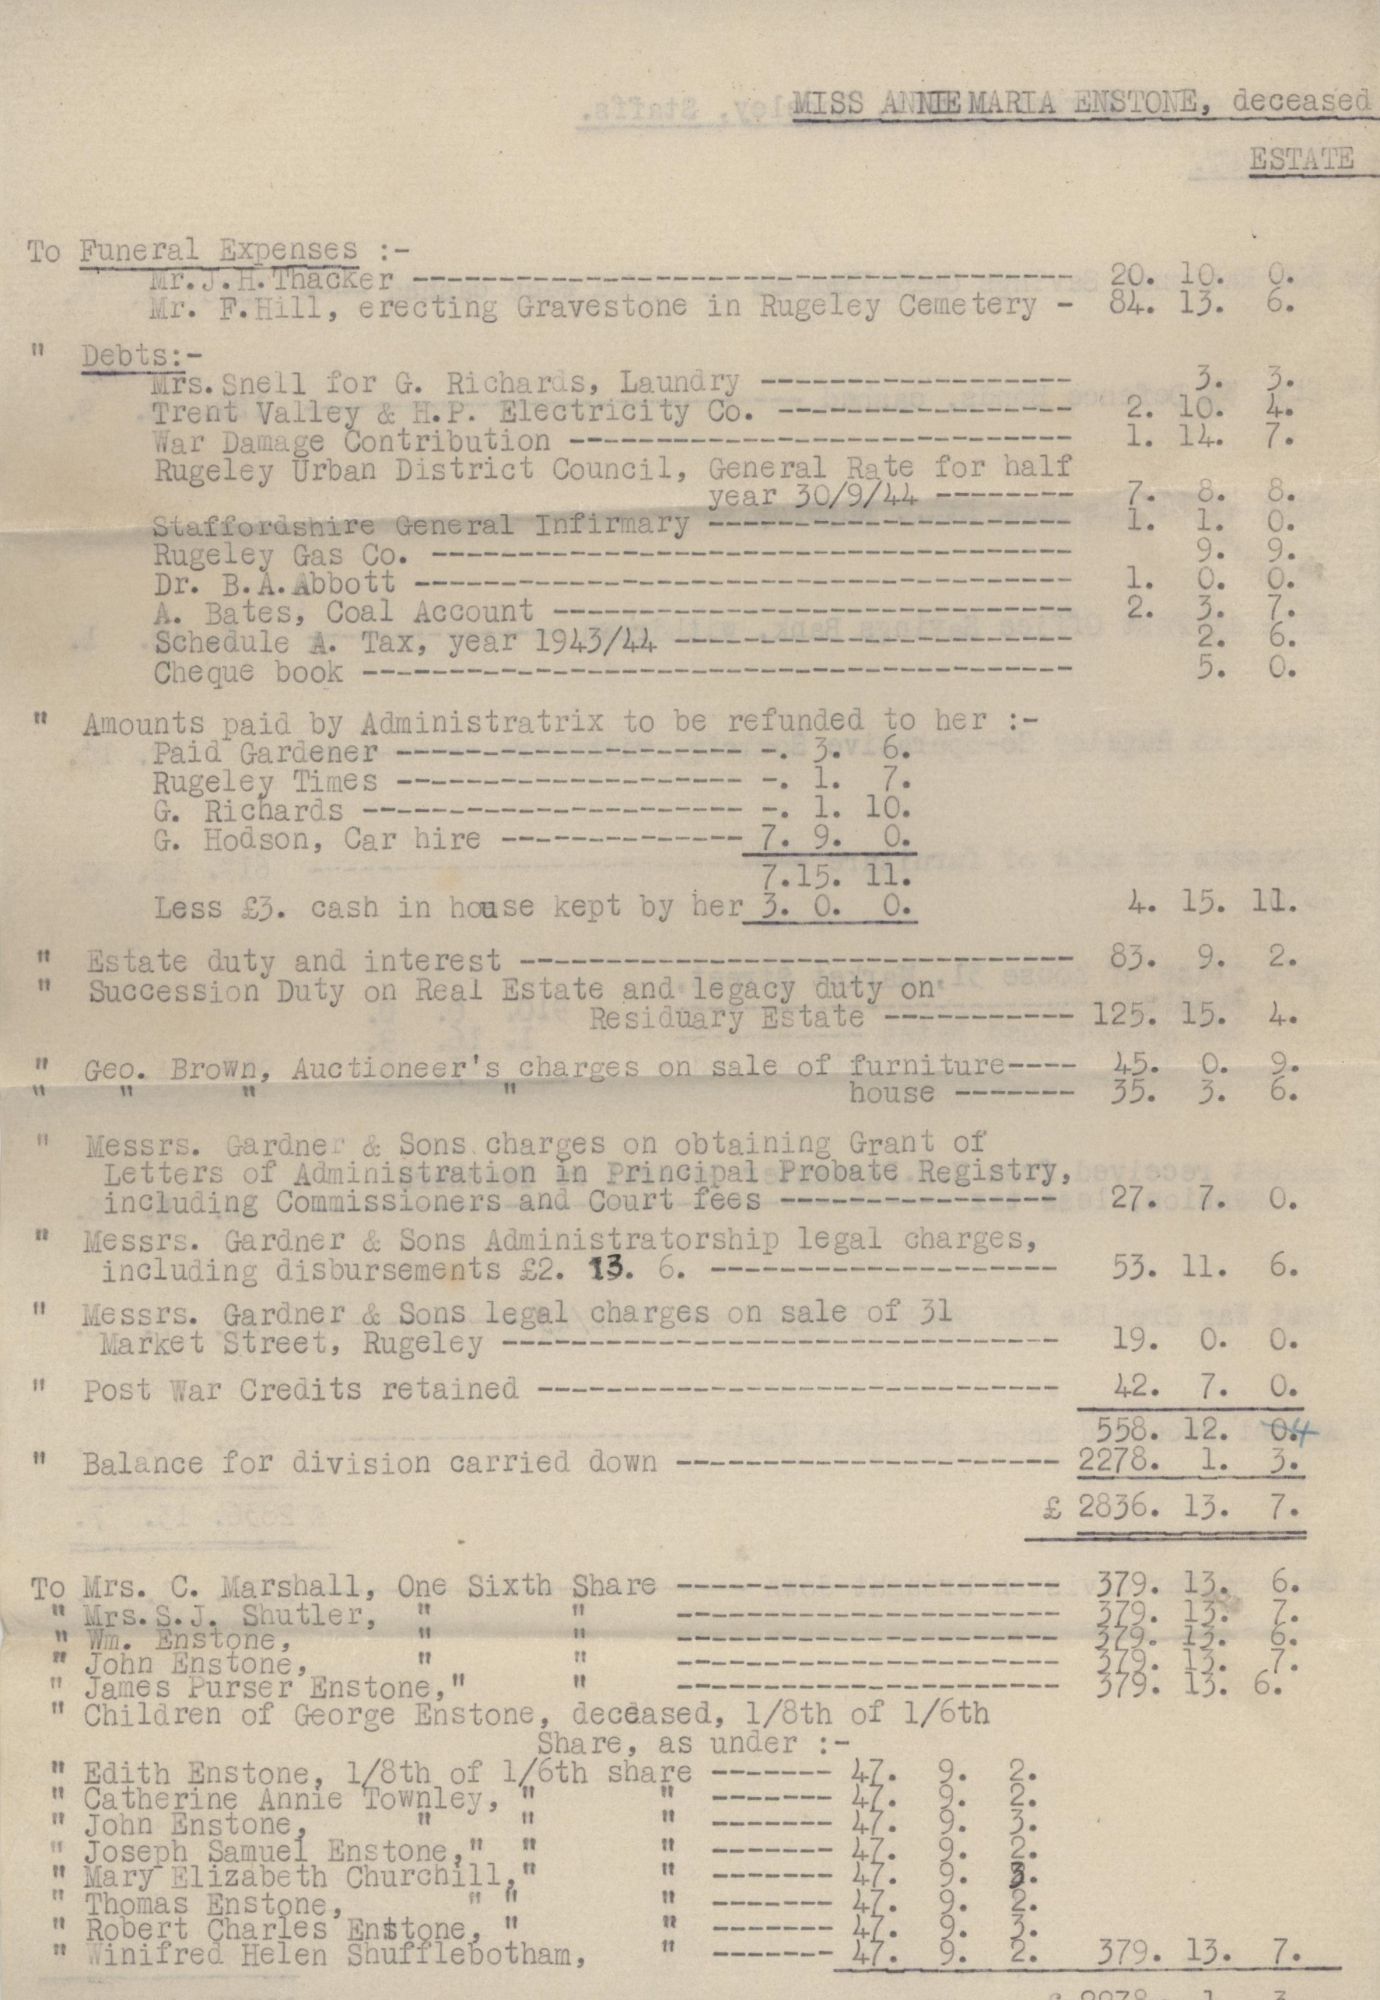 MISS ANNIE MARIA ENSTONE, deceased
ESTATE
To Funeral Expenses :-
Mr.J.H.Thacker -------------------------------------- 20. 10. 0.
Mr. F.Hill, erecting Gravestone in Rugeley Cemetery - 84. 13. 6.
" Debts:-
Mrs.Snell for G. Richards, Laundry ------------------ 3. 3.
Trent Valley & H.P. Electricity Co. ----------------- 2. 10. 4.
War Damage Contribution ----------------------------- 1. 14. 7.
Rugeley Urban District Council, General Rate for half
year 30/9/44 -------- 7. 8. 8.
Staffordshire General Infirmary --------------------- 1. 1. 0.
Rugeley Gas Co. ------------------------------------- 9. 9.
Dr. B.A.Abbott -------------------------------------- 1. 0. 0.
A. Bates, Coal Account ------------------------------ 2. 3. 7.
Schedule A. Tax, year 1943/44 ----------------------- 2. 6.
Cheque book ----------------------------------------- 5. 0.
" Amounts paid by Administratrix to be refunded to her :-
Paid Gardener -------------------- -. 3. 6.
Rugeley Times -------------------- -. 1. 7.
G. Richards ---------------------- -. 1. 10.
G. Hodson, Car hire -------------- 7. 9. 0.
7.15. 11.
Less £3. cash in house kept by her 3. 0. 0. 4. 15. 11.
" Estate duty and interest -------------------------------- 83. 9. 2.
" Succession Duty on Real Estate and legacy duty on
Residuary Estate ----------- 125. 15. 4.
" Geo. Brown, Auctioneer's charges on sale of furniture---- 45. 0. 9.
" " " " house ------- 35. 3. 6.
" Messrs. Gardner & Sons charges on obtaining Grant of
Letters of Administration in Principal Probate Registry,
including Commissioners and Court fees ---------------- 27. 7. 0.
" Messrs. Gardner & Sons Administratorship legal charges,
including disbursements £2. 13. 6. -------------------- 53. 11. 6.
" Messrs. Gardner & Sons legal charges on sale of 31
Market Street, Rugeley -------------------------------- 19. 0. 0.
" Post War Credits retained ------------------------------ 42. 7. 0.
558. 12. 0.4
" Balance for division carried down ---------------------- 2278. 1. 3.
£ 2836. 13. 7.
To Mrs. C. Marshall, One Sixth Share ---------------------- 379. 13. 6.
" Mrs.S.J. Shutler, " " ---------------------- 379. 13. 7.
" Wm. Enstone, " " ---------------------- 379. 13. 6.
" John Enstone, " " ---------------------- 379. 13. 7.
" James Purser Enstone," " ---------------------- 379. 13. 6.
" Children of George Enstone, deceased, 1/8th of 1/6th
Share, as under :-
" Edith Enstone, 1/8th of 1/6th share ------- 47. 9. 2.
" Catherine Annie Townley, " " ------- 47. 9. 2.
" John Enstone, " " " ------- 47. 9. 3.
" Joseph Samuel Enstone," " " ------- 47. 9. 2.
" Mary Elizabeth Churchill," " ------- 47. 9. 3.
" Thomas Enstone, " " " ------- 47. 9. 2.
" Robert Charles Enstone, " " ------- 47. 9. 3.
" Winifred Helen Shufflebotham, " ------- 47. 9. 2. 379. 13. 7.